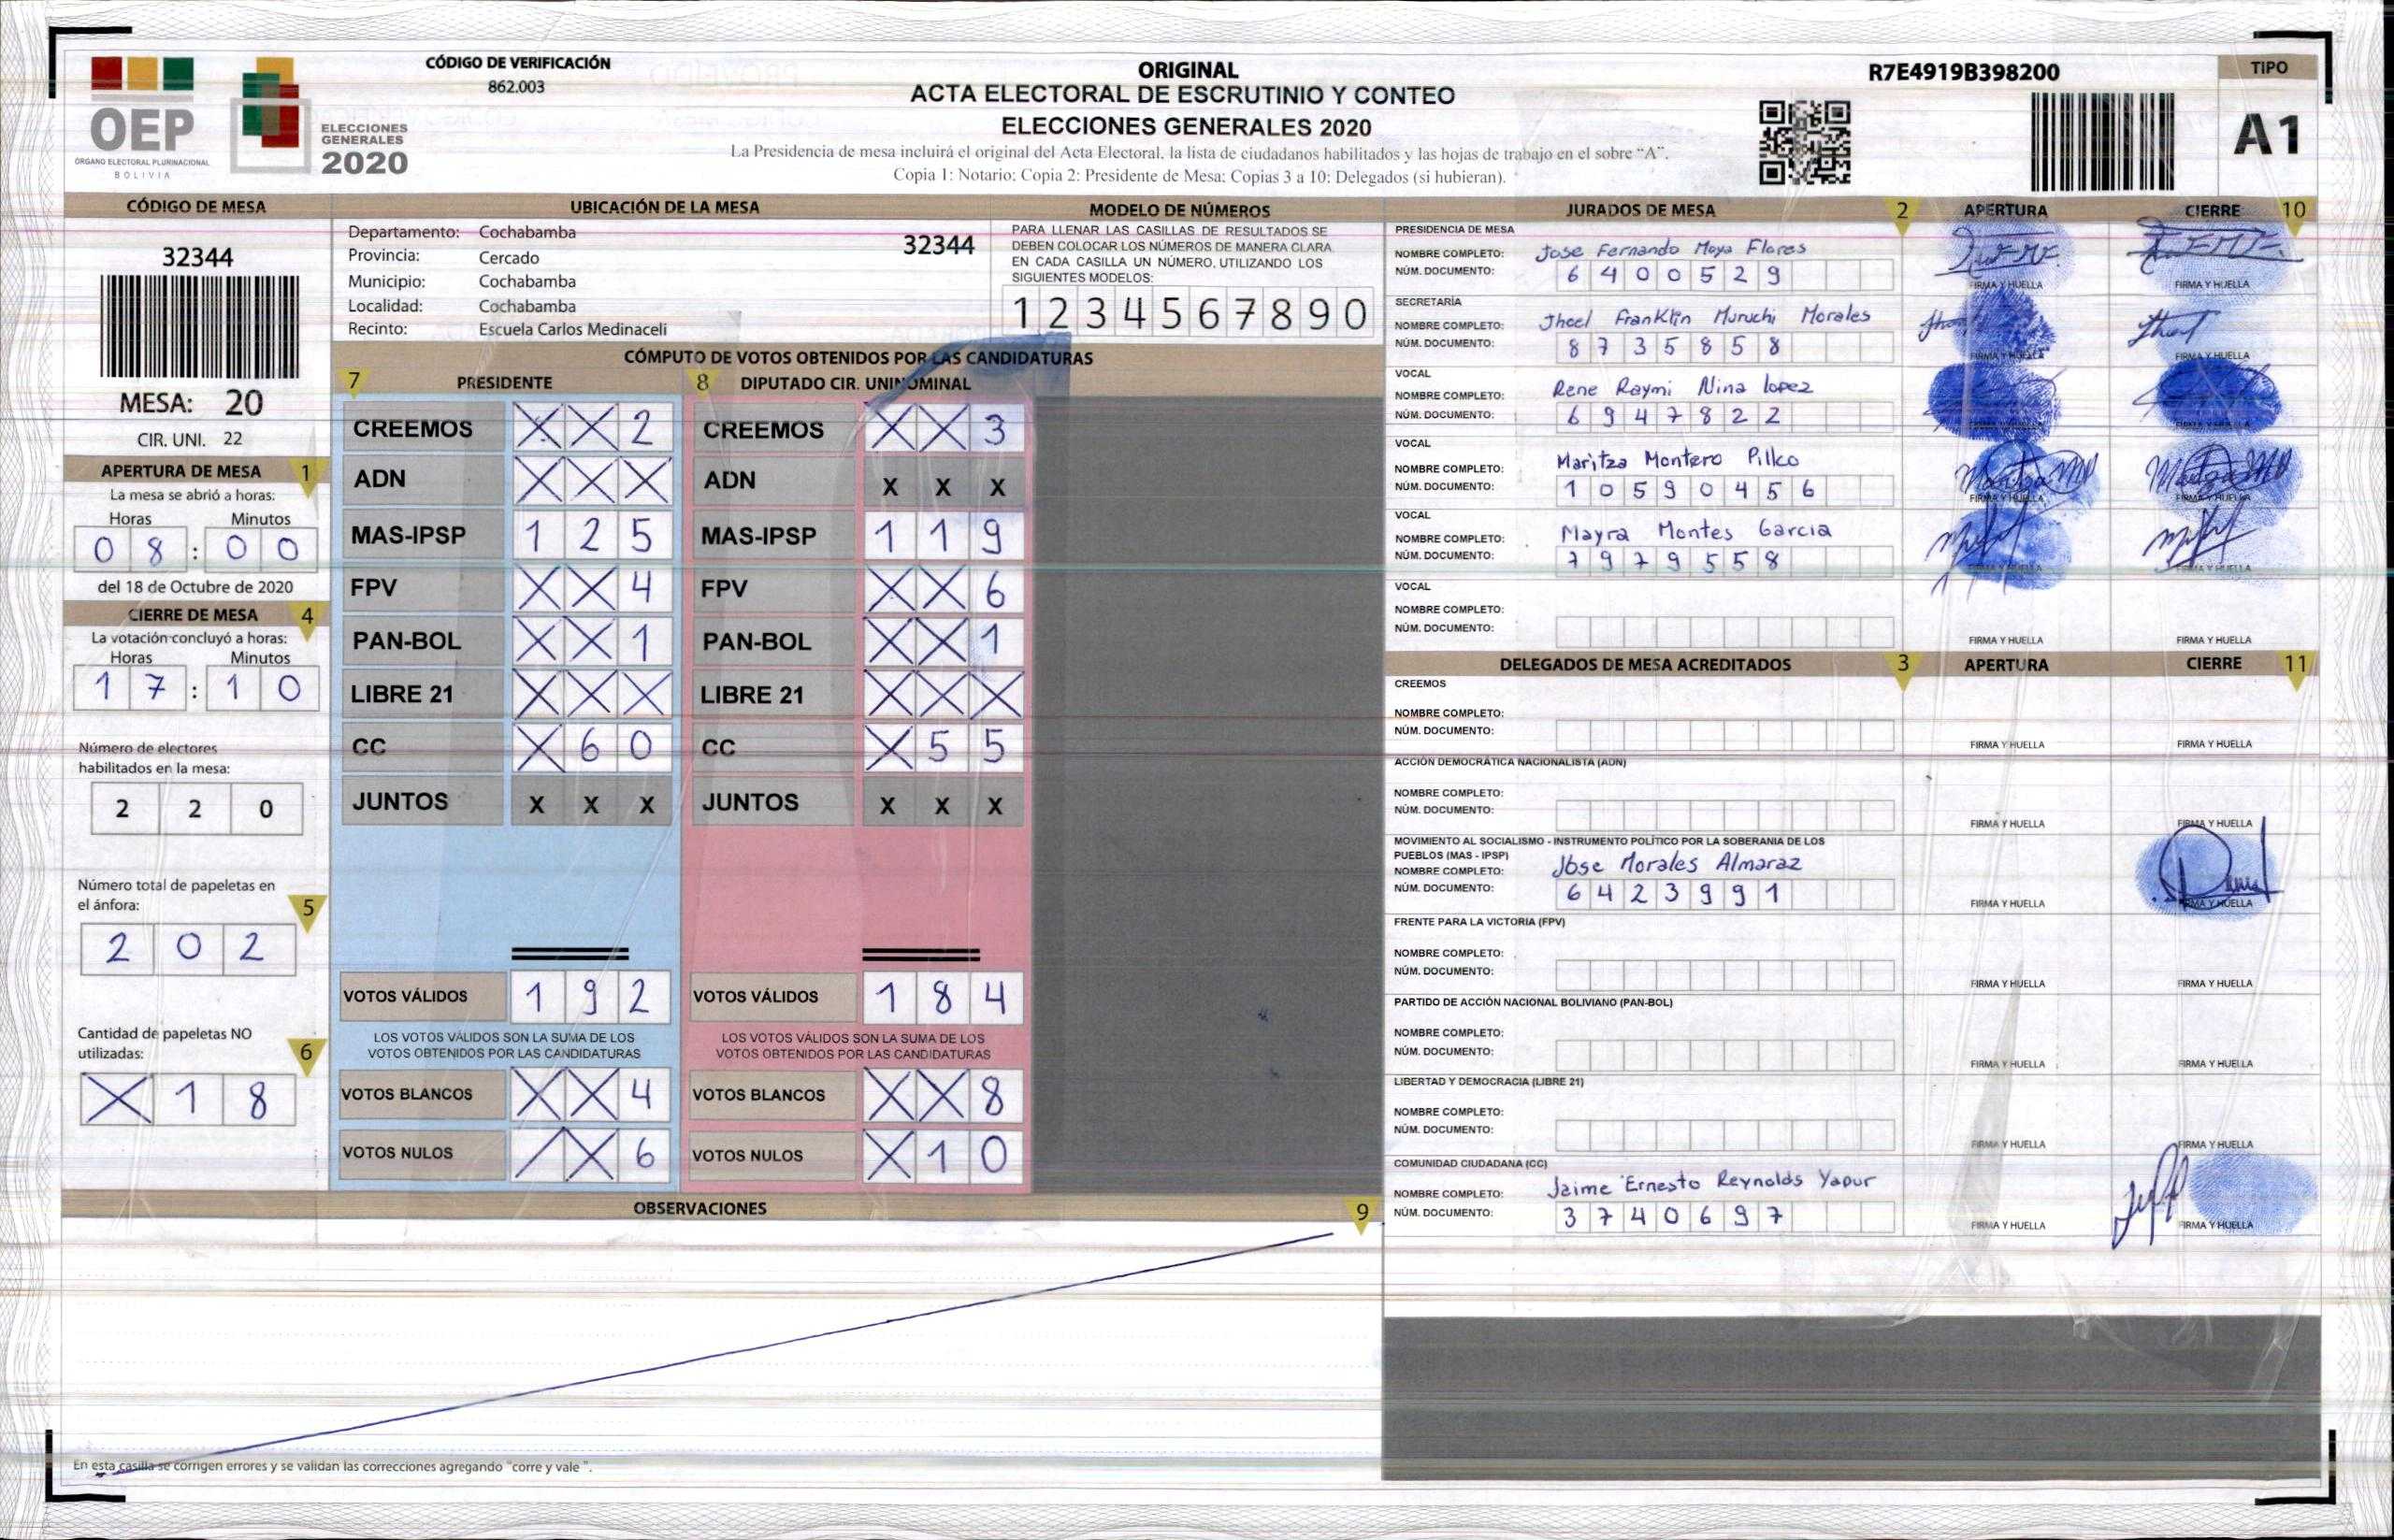 CÓDIGO DE VERIFICACIÓN
862.003
ORIGINAL
ACTA ELECTORAL DE ESCRUTINIO Y CONTEO
ELECCIONES GENERALES 2020
La Presidencia de mesa incluirá el original del Acta Electoral, la lista de ciudadanos habilitados y las hojas de trabajo en el sobre “A”.
Copia 1: Notario; Copia 2: Presidente de Mesa; Copias 3 a 10: Delegados (si hubieran).
R7E4919B398200
TIPO
A1
OEP
ÓRGANO ELECTORAL PLURINACIONAL
BOLIVIA
ELECCIONES
GENERALES
2020
CÓDIGO DE MESA
32344
MESA: 20
CIR. UNI. 22
APERTURA DE MESA 1
La mesa se abrió a horas:
Horas Minutos
0 8 : 0 0
del 18 de Octubre de 2020
CIERRE DE MESA 4
La votación concluyó a horas:
Horas Minutos
1 7 : 1 0
Número de electores
habilitados en la mesa:
2 2 0
Número total de papeletas en
el ánfora: 5
2 0 2
Cantidad de papeletas NO
utilizadas: 6
X 1 8
UBICACIÓN DE LA MESA
Departamento: Cochabamba
32344
Provincia: Cercado
Municipio: Cochabamba
Localidad: Cochabamba
Recinto: Escuela Carlos Medinaceli
MODELO DE NÚMEROS
PARA LLENAR LAS CASILLAS DE RESULTADOS SE
DEBEN COLOCAR LOS NÚMEROS DE MANERA CLARA.
EN CADA CASILLA UN NÚMERO, UTILIZANDO LOS
SIGUIENTES MODELOS:
1 2 3 4 5 6 7 8 9 0
CÓMPUTO DE VOTOS OBTENIDOS POR LAS CANDIDATURAS
7 PRESIDENTE 8 DIPUTADO CIR. UNINOMINAL
CREEMOS X X 2 CREEMOS X X 3
ADN X X X ADN X X X
MAS-IPSP 1 2 5 MAS-IPSP 1 1 9
FPV X X 4 FPV X X 6
PAN-BOL X X 1 PAN-BOL X X 1
LIBRE 21 X X X LIBRE 21 X X X
CC X 6 0 CC X 5 5
JUNTOS X X X JUNTOS X X X
VOTOS VÁLIDOS 1 9 2 VOTOS VÁLIDOS 1 8 4
LOS VOTOS VÁLIDOS SON LA SUMA DE LOS LOS VOTOS VÁLIDOS SON LA SUMA DE LOS
VOTOS OBTENIDOS POR LAS CANDIDATURAS VOTOS OBTENIDOS POR LAS CANDIDATURAS
VOTOS BLANCOS X X 4 VOTOS BLANCOS X X 8
VOTOS NULOS / X 6 VOTOS NULOS X 1 0
OBSERVACIONES 9
En esta casilla se corrigen errores y se validan las correcciones agregando "corre y vale ".
JURADOS DE MESA 2 APERTURA CIERRE 10
PRESIDENCIA DE MESA
NOMBRE COMPLETO: Jose Fernando Moya Flores
NÚM. DOCUMENTO: 6 4 0 0 5 2 9
FIRMA Y HUELLA FIRMA Y HUELLA
SECRETARÍA
NOMBRE COMPLETO: Jhoel Franklin Muruchi Morales
NÚM. DOCUMENTO: 8 7 3 5 8 5 8
FIRMA Y HUELLA FIRMA Y HUELLA
VOCAL
NOMBRE COMPLETO: Rene Raymi Nina lopez
NÚM. DOCUMENTO: 6 9 4 7 8 2 2
VOCAL
NOMBRE COMPLETO: Maritza Montero Pillco
NÚM. DOCUMENTO: 1 0 5 9 0 4 5 6
FIRMA Y HUELLA FIRMA Y HUELLA
VOCAL
NOMBRE COMPLETO: Mayra Montes Garcia
NÚM. DOCUMENTO: 7 9 7 9 5 5 8
FIRMA Y HUELLA FIRMA Y HUELLA
VOCAL
NOMBRE COMPLETO:
NÚM. DOCUMENTO:
FIRMA Y HUELLA FIRMA Y HUELLA
DELEGADOS DE MESA ACREDITADOS 3 APERTURA CIERRE 11
CREEMOS
NOMBRE COMPLETO:
NÚM. DOCUMENTO:
FIRMA Y HUELLA FIRMA Y HUELLA
ACCIÓN DEMOCRÁTICA NACIONALISTA (ADN)
NOMBRE COMPLETO:
NÚM. DOCUMENTO:
FIRMA Y HUELLA FIRMA Y HUELLA
MOVIMIENTO AL SOCIALISMO - INSTRUMENTO POLÍTICO POR LA SOBERANIA DE LOS
PUEBLOS (MAS - IPSP)
NOMBRE COMPLETO: Jose Morales Almaraz
NÚM. DOCUMENTO: 6 4 2 3 9 9 1
FIRMA Y HUELLA FIRMA Y HUELLA
FRENTE PARA LA VICTORIA (FPV)
NOMBRE COMPLETO:
NÚM. DOCUMENTO:
FIRMA Y HUELLA FIRMA Y HUELLA
PARTIDO DE ACCIÓN NACIONAL BOLIVIANO (PAN-BOL)
NOMBRE COMPLETO:
NÚM. DOCUMENTO:
FIRMA Y HUELLA FIRMA Y HUELLA
LIBERTAD Y DEMOCRACIA (LIBRE 21)
NOMBRE COMPLETO:
NÚM. DOCUMENTO:
FIRMA Y HUELLA FIRMA Y HUELLA
COMUNIDAD CIUDADANA (CC)
NOMBRE COMPLETO: Jaime Ernesto Reynolds Yapur
NÚM. DOCUMENTO: 3 7 4 0 6 9 7
FIRMA Y HUELLA FIRMA Y HUELLA